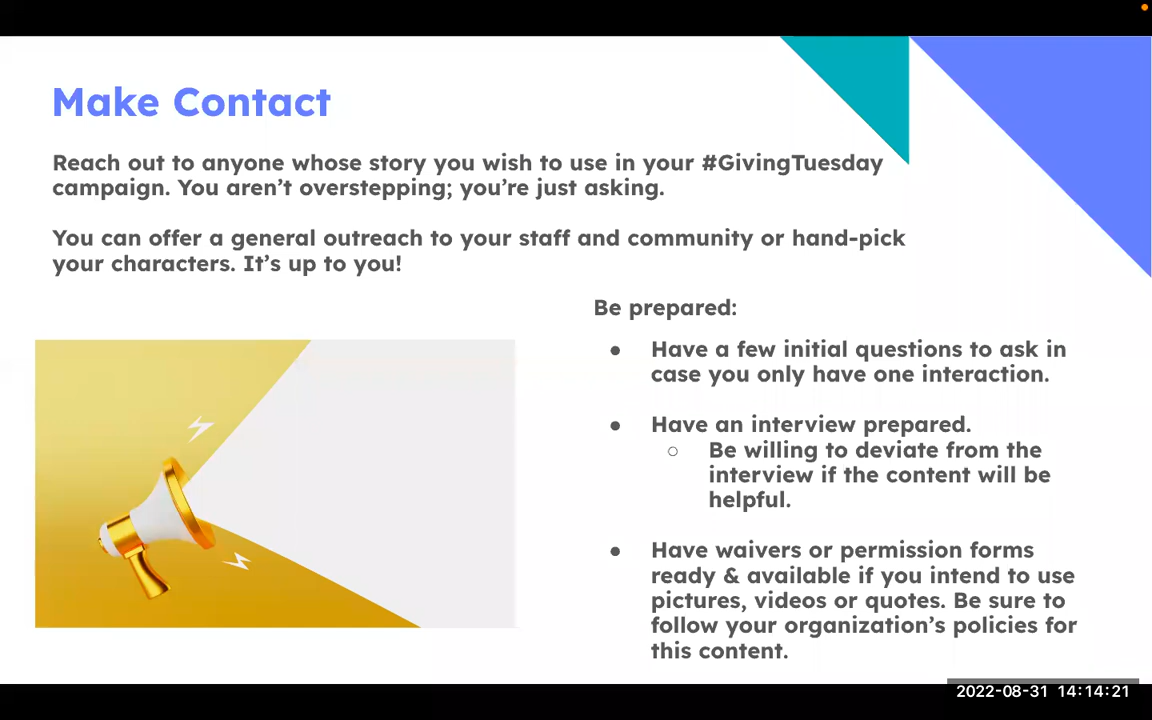 Make Contact
Reach out to anyone whose story you wish to use in your #GivingTuesday
campaign. You aren’t overstepping; you’re just asking.
You can offer a general outreach to your staff and community or hand-pick
your characters. It’s up to you!
Be prepared:
● Have a few initial questions to ask in
case you only have one interaction.
● Have an interview prepared.
○ Be willing to deviate from the
interview if the content will be
helpful.
● Have waivers or permission forms
ready & available if you intend to use
pictures, videos or quotes. Be sure to
follow your organization’s policies for
this content.
2022-08-31 14:14:21